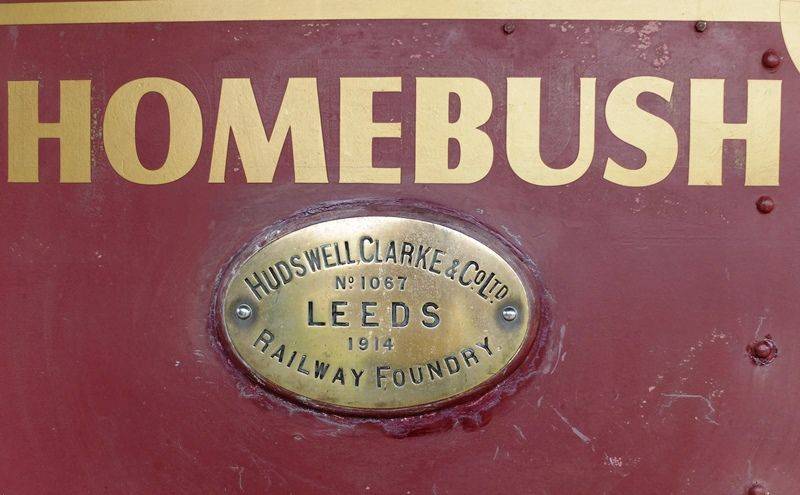 HOMEBUSH
HUDSWELL, CLARKE & Co LTD.
No 1067
LEEDS
1914
RAILWAY FOUNDRY.